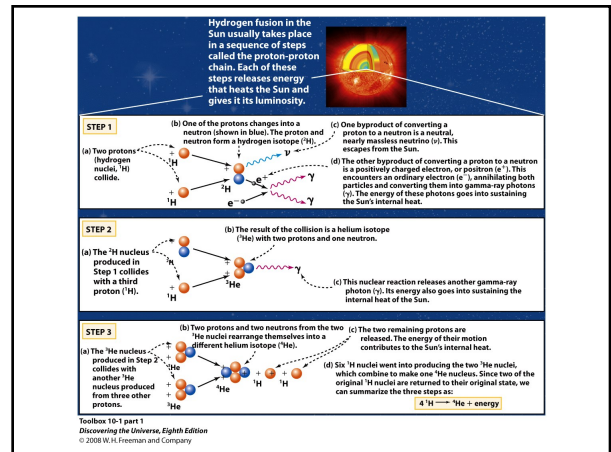 Hydrogen fusion in the
Sun usually takes place
in a sequence of steps
called the proton-proton
chain. Each of these
steps releases energy
that heats the Sun and
gives it its luminosity.
STEP 1
(a) Two protons
(hydrogen
nuclei, ¹H)
collide.
(b) One of the protons changes into a
neutron (shown in blue). The proton and
neutron form a hydrogen isotope (²H).
(c) One byproduct of converting a
proton to a neutron is a neutral,
nearly massless neutrino (ν). This
escapes from the Sun.
(d) The other byproduct of converting a proton to a neutron
is a positively charged electron, or positron (e⁺). This
encounters an ordinary electron (e⁻), annihilating both
particles and converting them into gamma-ray photons
(γ). The energy of these photons goes into sustaining
the Sun's internal heat.
+
¹H
+
¹H
+
²H
ν
e⁺
γ
e⁻
γ
STEP 2
(a) The ²H nucleus
produced in
Step 1 collides
with a third
proton (¹H).
(b) The result of the collision is a helium isotope
(³He) with two protons and one neutron.
(c) This nuclear reaction releases another gamma-ray
photon (γ). Its energy also goes into sustaining the
internal heat of the Sun.
+
+
¹H
+
+
³He
γ
STEP 3
(a) The ³He nucleus
produced in Step 2
collides with
another ³He
nucleus produced
from three other
protons.
(b) Two protons and two neutrons from the two
³He nuclei rearrange themselves into a
different helium isotope (⁴He).
(c) The two remaining protons are
released. The energy of their motion
contributes to the Sun's internal heat.
(d) Six ¹H nuclei went into producing the two ³He nuclei,
which combine to make one ⁴He nucleus. Since two of the
original ¹H nuclei are returned to their original state, we
can summarize the three steps as:
4 ¹H → ⁴He + energy
³He
³He
⁴He
+
¹H
+
¹H
Toolbox 10-1 part 1
Discovering the Universe, Eighth Edition
© 2008 W. H. Freeman and Company